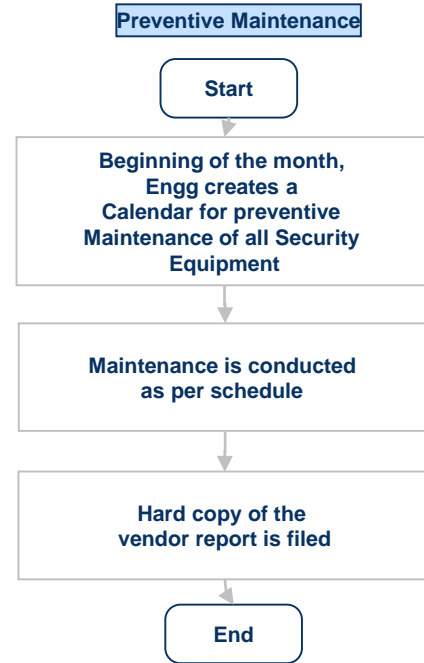 Preventive Maintenance
Start
Beginning of the month,
Engg creates a
Calendar for preventive
Maintenance of all Security
Equipment
Maintenance is conducted
as per schedule
Hard copy of the
vendor report is filed
End